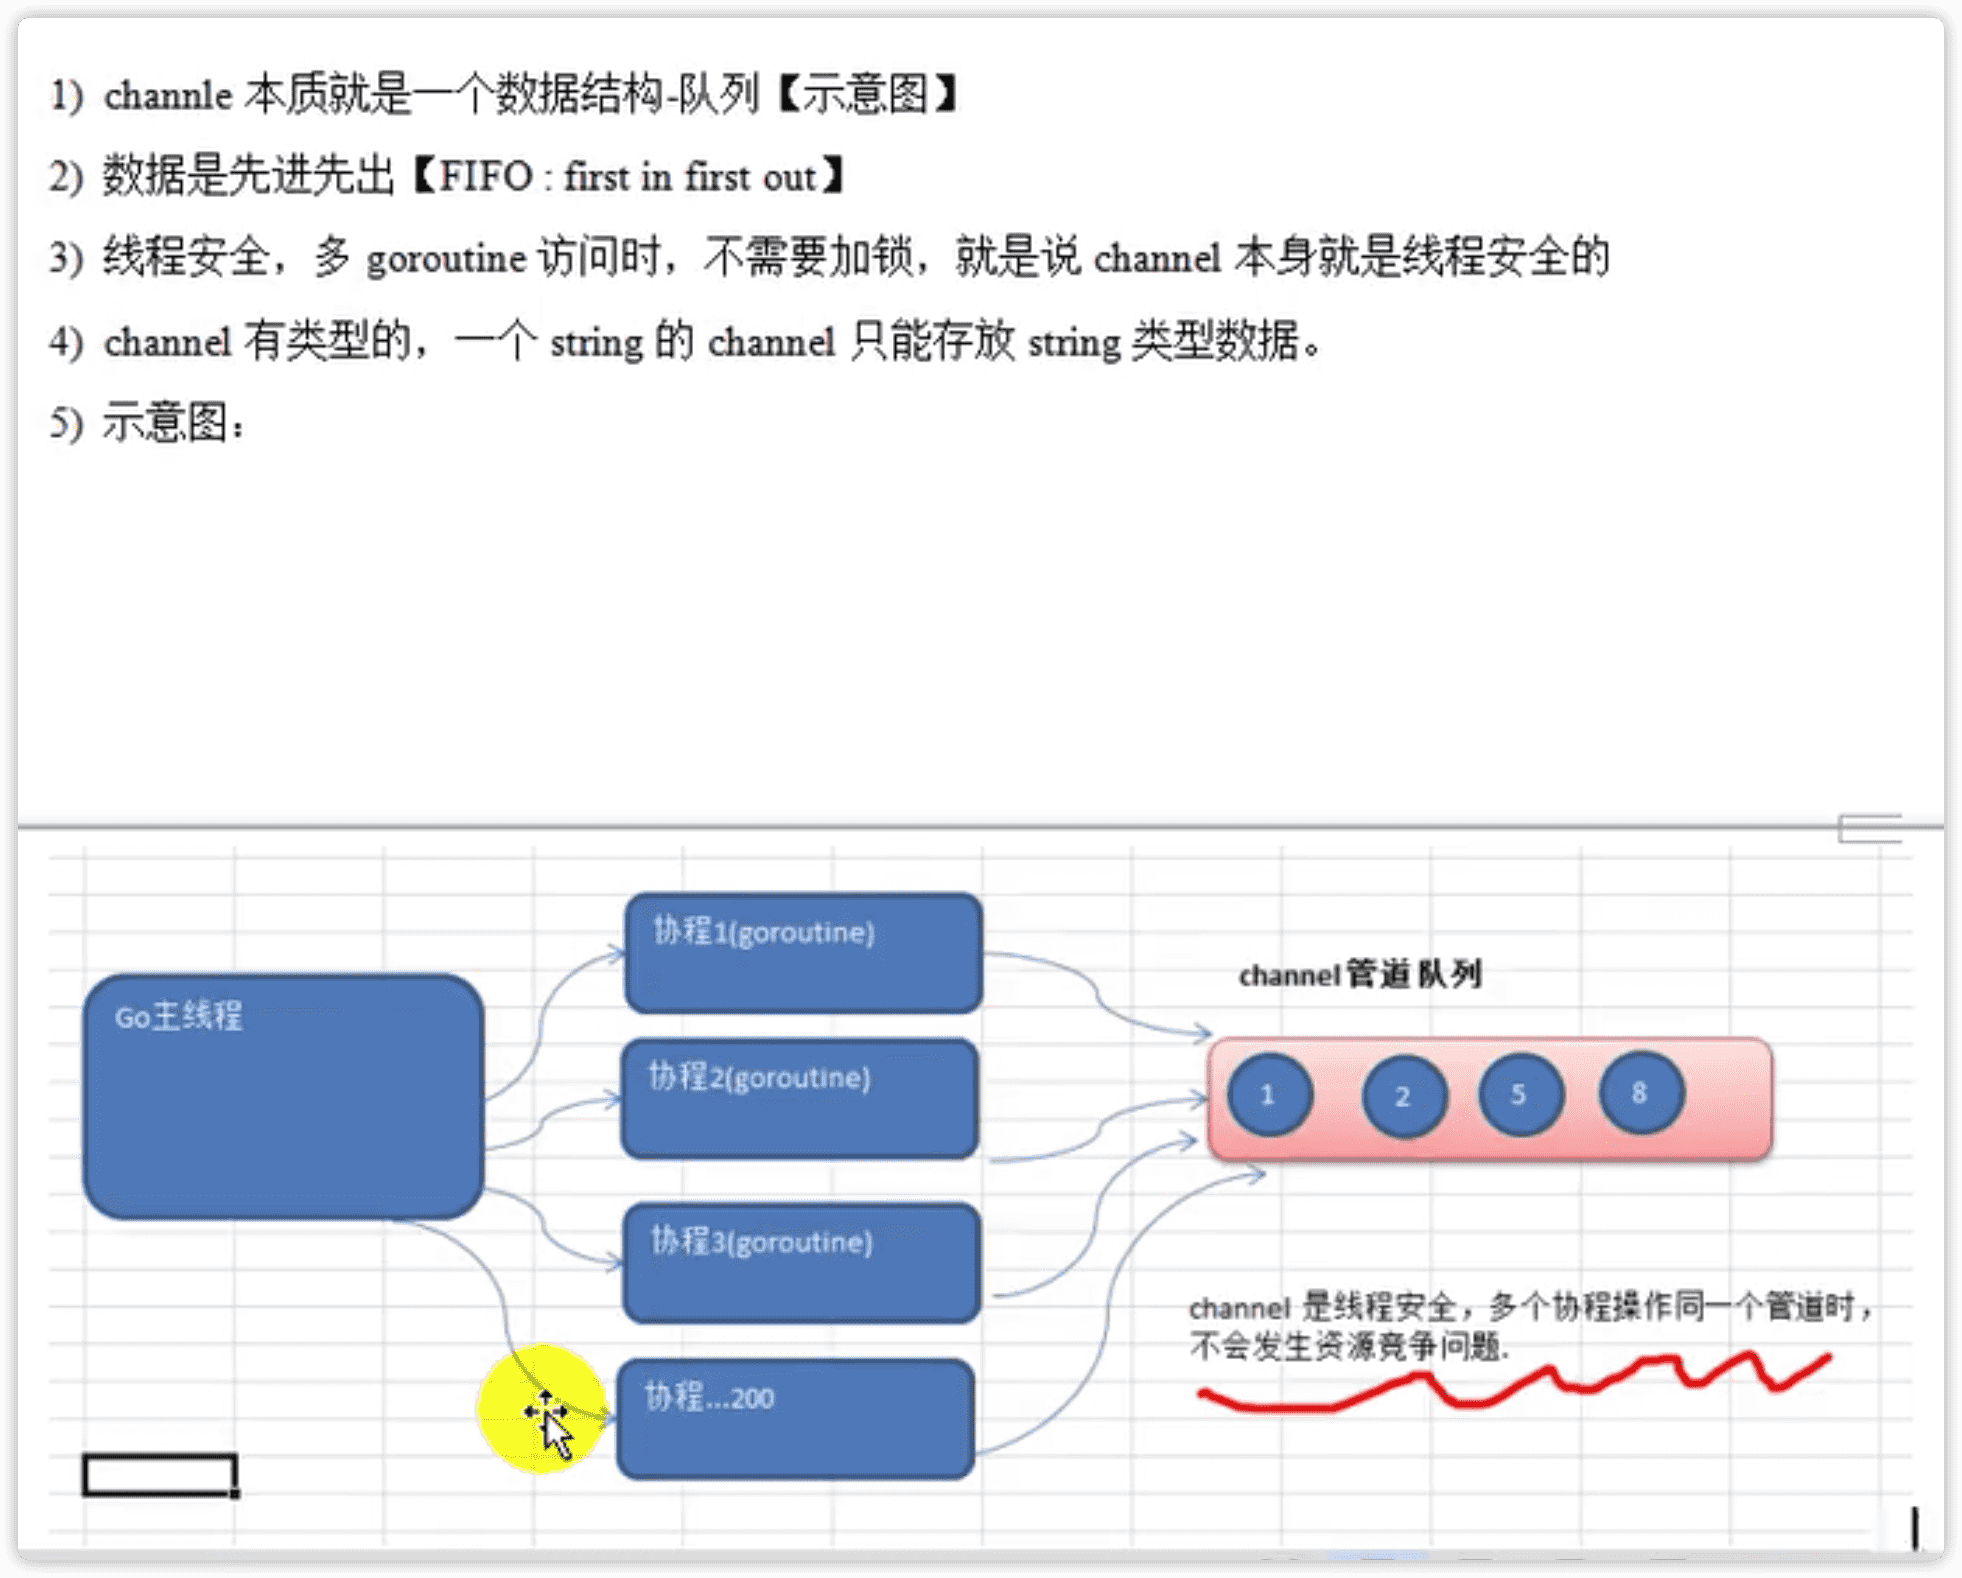 1) channle 本质就是一个数据结构-队列【示意图】
2) 数据是先进先出【FIFO : first in first out】
3) 线程安全，多 goroutine 访问时，不需要加锁，就是说 channel 本身就是线程安全的
4) channel 有类型的，一个 string 的 channel 只能存放 string 类型数据。
5) 示意图：
协程1(goroutine)
Go主线程
channel管道队列
协程2(goroutine)
1 2 5 8
协程3(goroutine)
channel 是线程安全，多个协程操作同一个管道时，
不会发生资源竞争问题.
协程...200